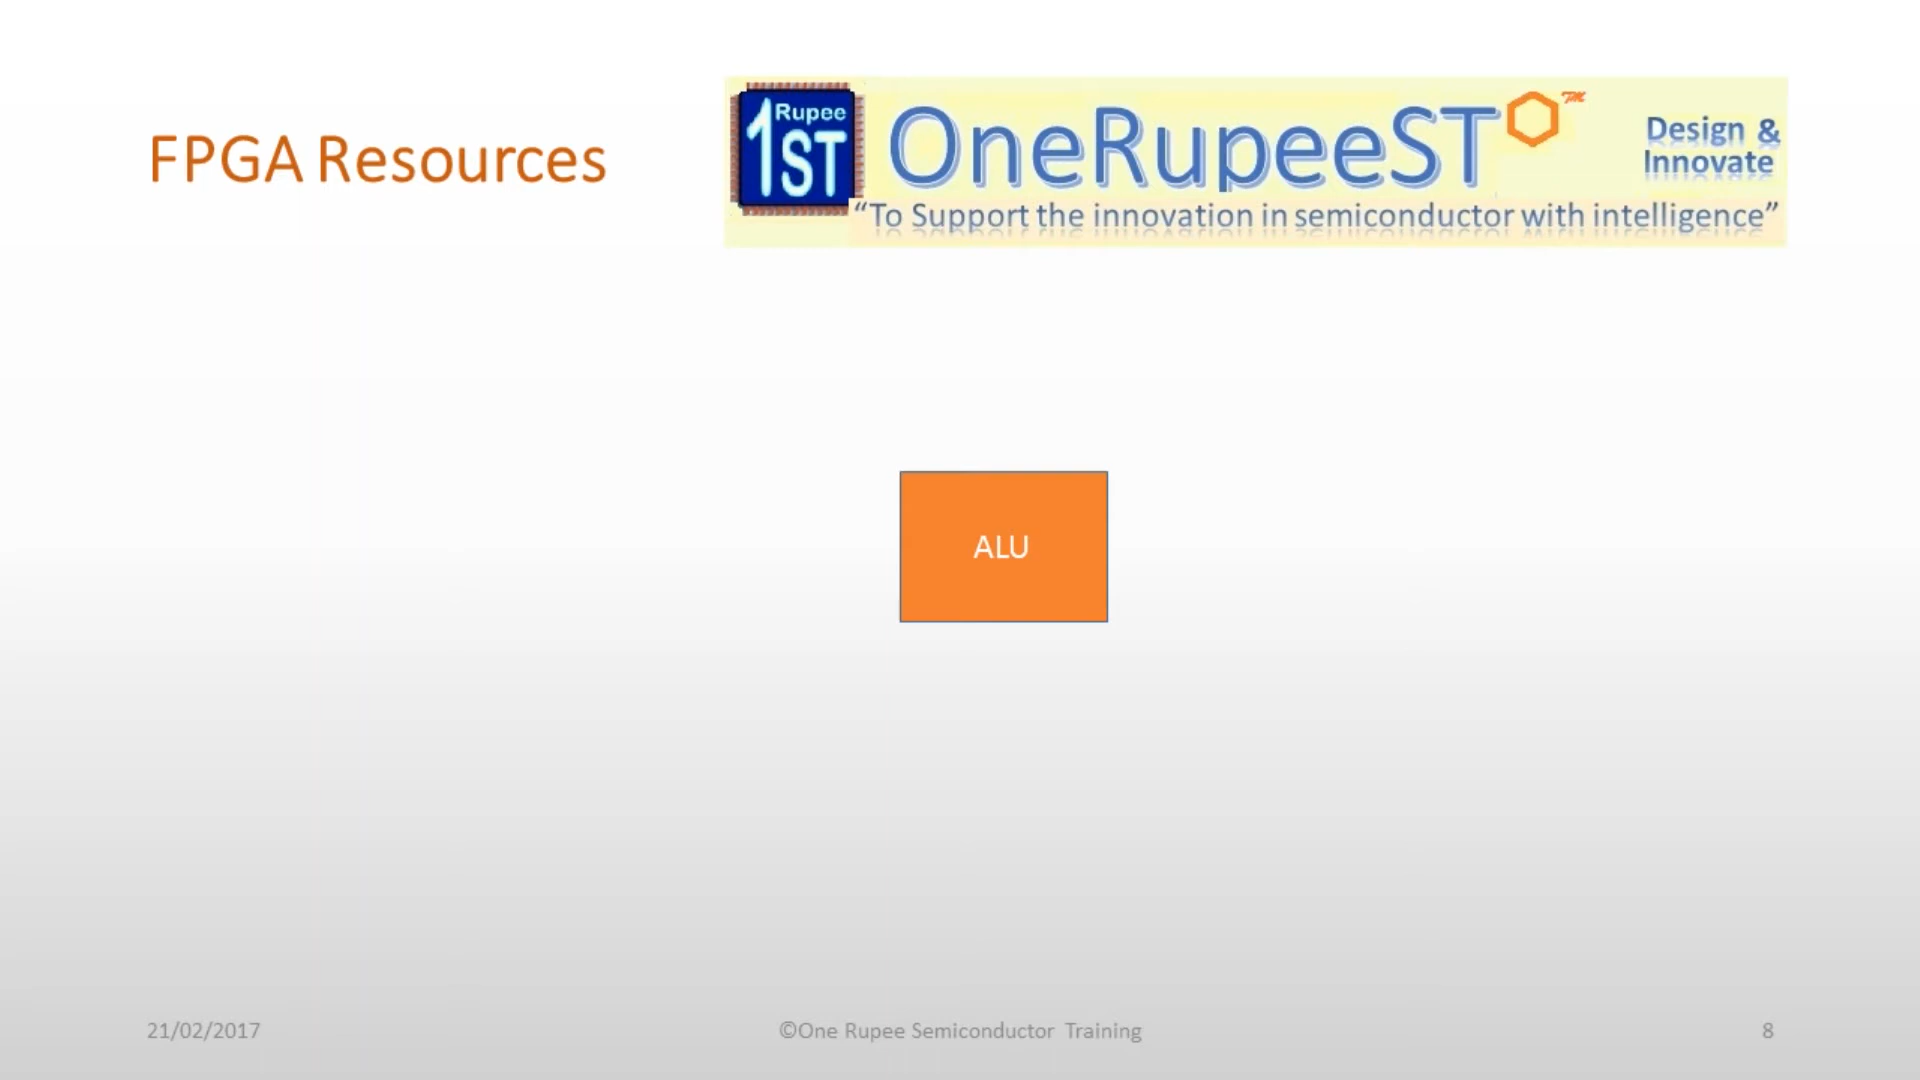 FPGA Resources
Rupee
1ST
OneRupeeST
TM
Design &
Innovate
“To Support the innovation in semiconductor with intelligence”
ALU
21/02/2017
©One Rupee Semiconductor Training
8